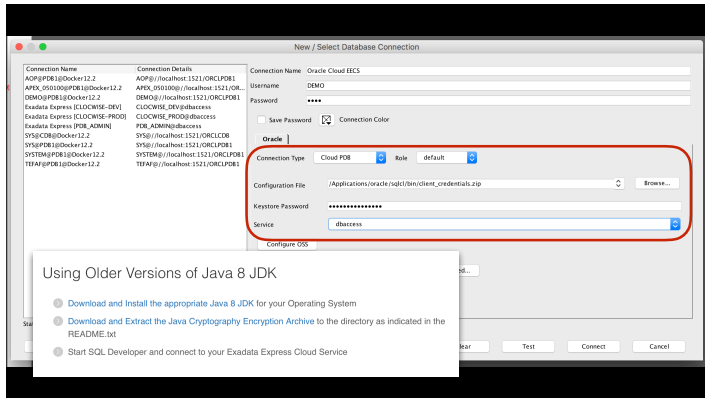 New / Select Database Connection
Connection Name Connection Details
AOP@PDB1@Docker12.2 AOP@//localhost:1521/ORCLPDB1
APEX_050100@PDB1@Docker12.2 APEX_050100@//localhost:1521/OR...
DEMO@PDB1@Docker12.2 DEMO@//localhost:1521/ORCLPDB1
Exadata Express [CLOCWISE-DEV] CLOCWISE_DEV@dbaccess
Exadata Express [CLOCWISE-PROD] CLOCWISE_PROD@dbaccess
Exadata Express [PDB_ADMIN] PDB_ADMIN@dbaccess
SYS@CDB@Docker12.2 SYS@//localhost:1521/ORCLCDB
SYS@PDB1@Docker12.2 SYS@//localhost:1521/ORCLPDB1
SYSTEM@PDB1@Docker12.2 SYSTEM@//localhost:1521/ORCLPDB1
TEFAF@PDB1@Docker12.2 TEFAF@//localhost:1521/ORCLPDB1
Connection Name Oracle Cloud EECS
Username DEMO
Password ••••
Save Password Connection Color
Oracle
Connection Type Cloud PDB Role default
Configuration File /Applications/oracle/sqlcl/bin/client_credentials.zip Browse...
Keystore Password •••••••••••••••
Service dbaccess
Configure OSS
Using Older Versions of Java 8 JDK
Download and Install the appropriate Java 8 JDK for your Operating System
Download and Extract the Java Cryptography Encryption Archive to the directory as indicated in the
README.txt
Start SQL Developer and connect to your Exadata Express Cloud Service
Test Connect Cancel